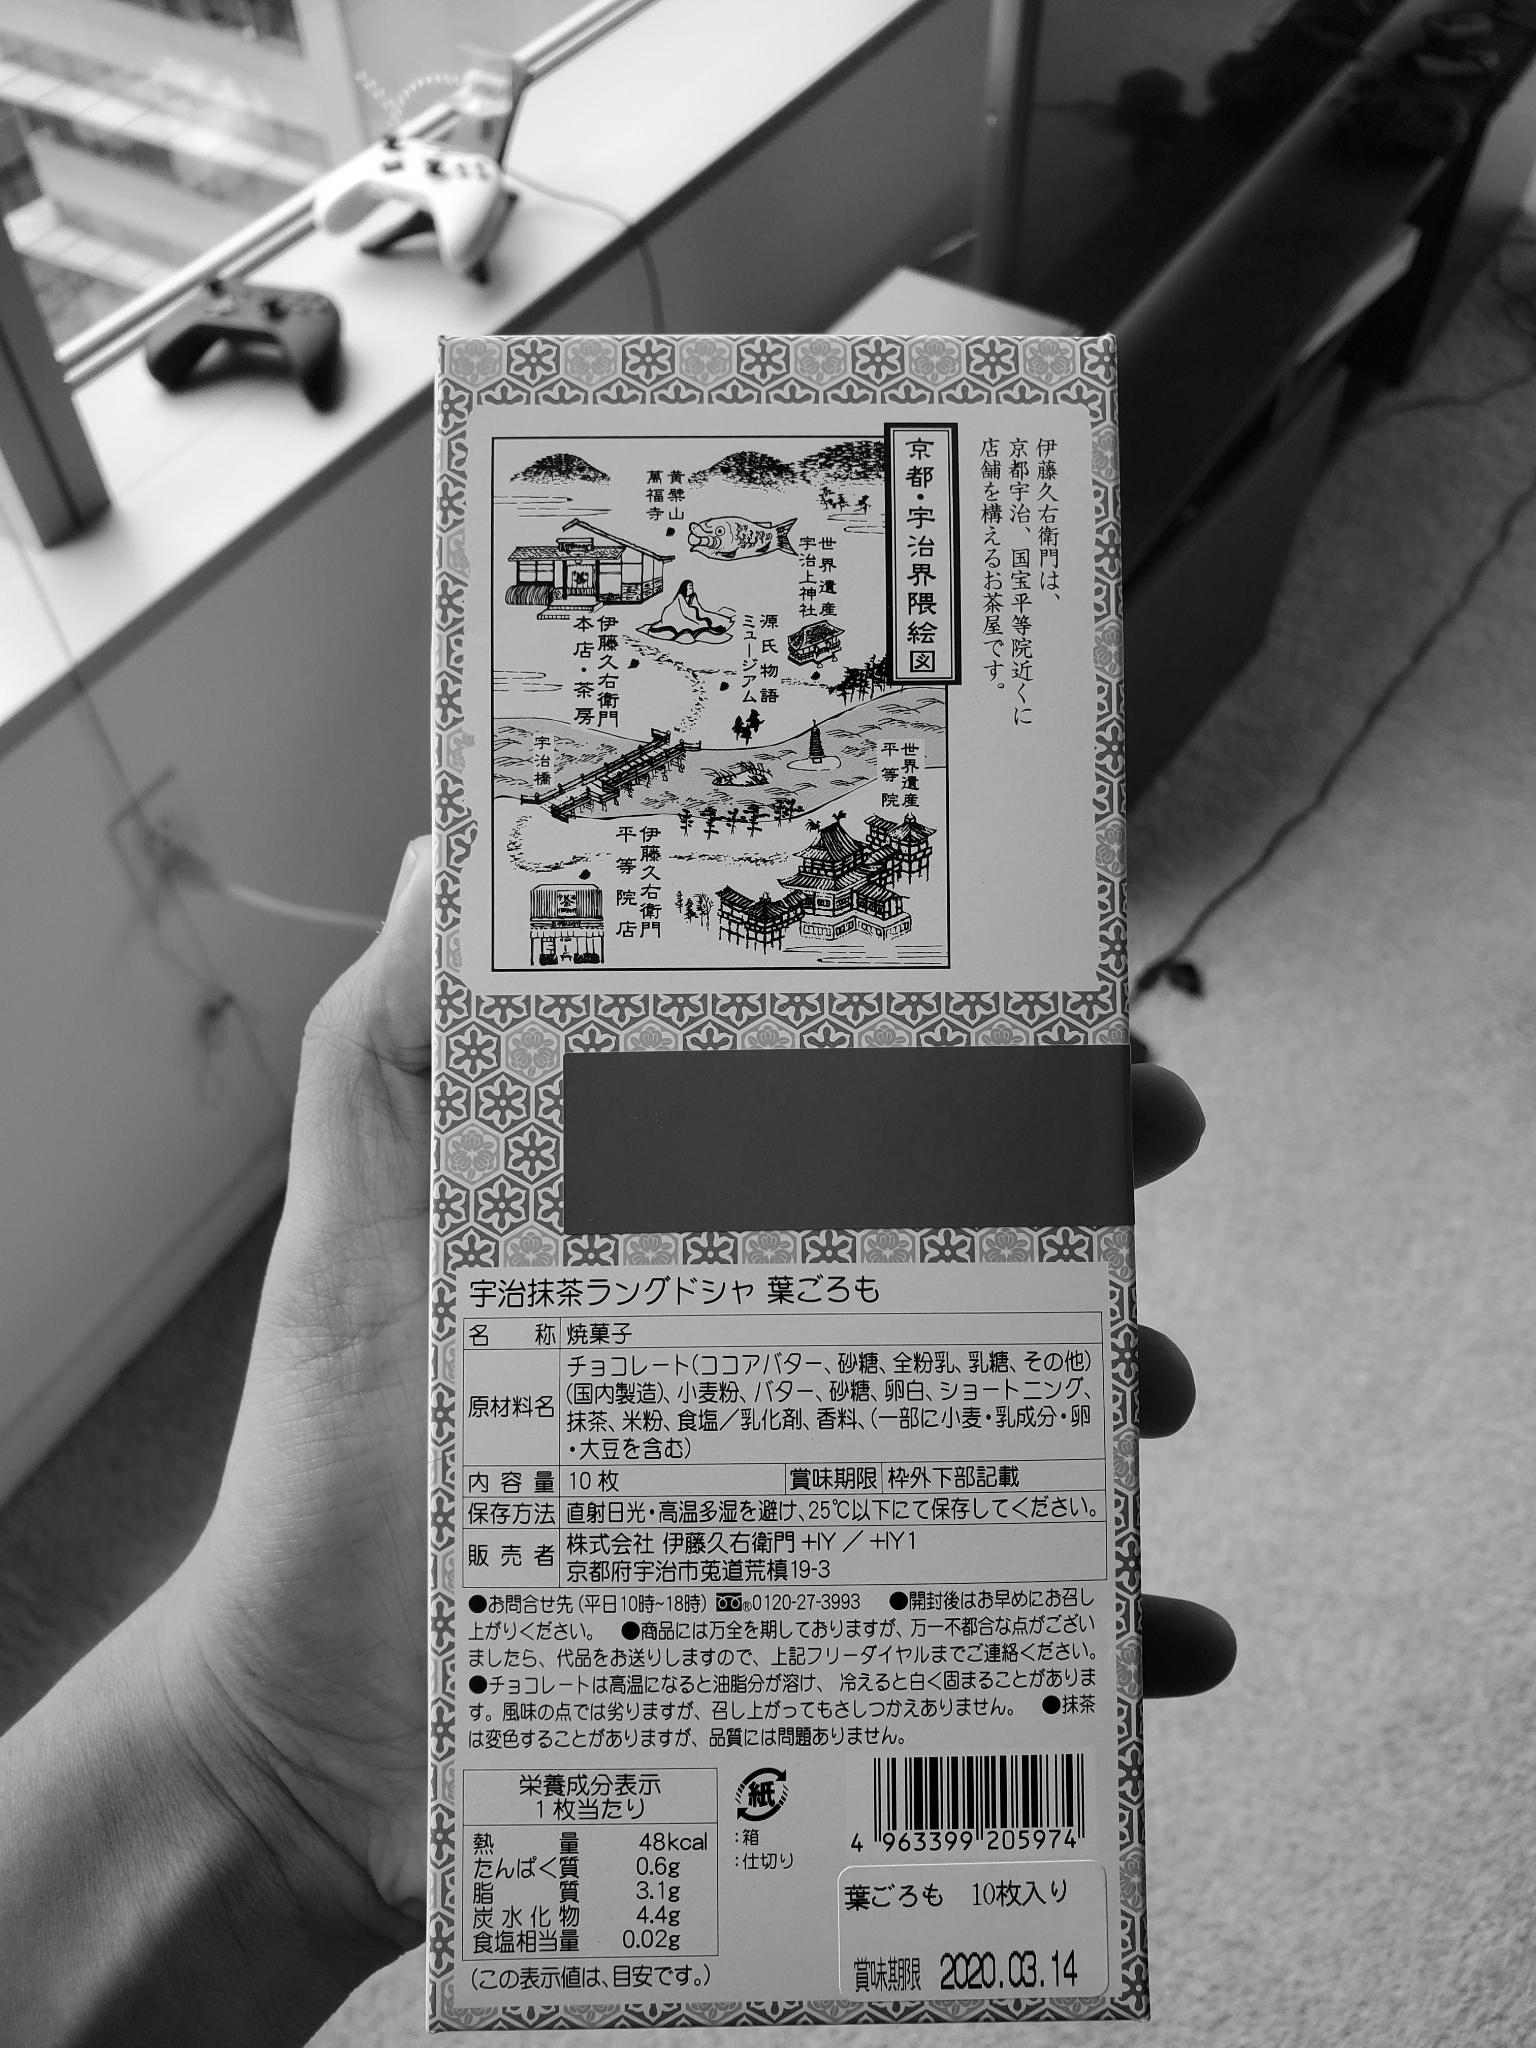 伊藤久右衛門は、
京都宇治、国宝平等院近くに
店舗を構えるお茶屋です。
京都・宇治界隈絵図
黄檗山
萬福寺
世界遺産
宇治上神社
源氏物語
ミュージアム
伊藤久右衛門
本店・茶房
宇治橋
世界遺産
平等院
伊藤久右衛門
平等院店
茶
宇治抹茶ラングドシャ 葉ごろも
名称 焼菓子
原材料名 チョコレート(ココアバター、砂糖、全粉乳、乳糖、その他)
(国内製造)、小麦粉、バター、砂糖、卵白、ショートニング、
抹茶、米粉、食塩/乳化剤、香料、(一部に小麦・乳成分・卵
・大豆を含む)
内容量 10枚 賞味期限 枠外下部記載
保存方法 直射日光・高温多湿を避け、25℃以下にて保存してください。
販売者 株式会社 伊藤久右衛門 +IY / +IY1
京都府宇治市莵道荒槙19-3
●お問合せ先(平日10時~18時) ®0120-27-3993 ●開封後はお早めにお召し
上がりください。 ●商品には万全を期しておりますが、万一不都合な点がござい
ましたら、代品をお送りしますので、上記フリーダイヤルまでご連絡ください。
●チョコレートは高温になると油脂分が溶け、冷えると白く固まることがありま
す。風味の点では劣りますが、召し上がってもさしつかえありません。 ●抹茶
は変色することがありますが、品質には問題ありません。
栄養成分表示
1枚当たり
熱量 48kcal
たんぱく質 0.6g
脂質 3.1g
炭水化物 4.4g
食塩相当量 0.02g
(この表示値は、目安です。)
紙
:箱
:仕切り
4 963399 205974
葉ごろも 10枚入り
賞味期限 2020.03.14